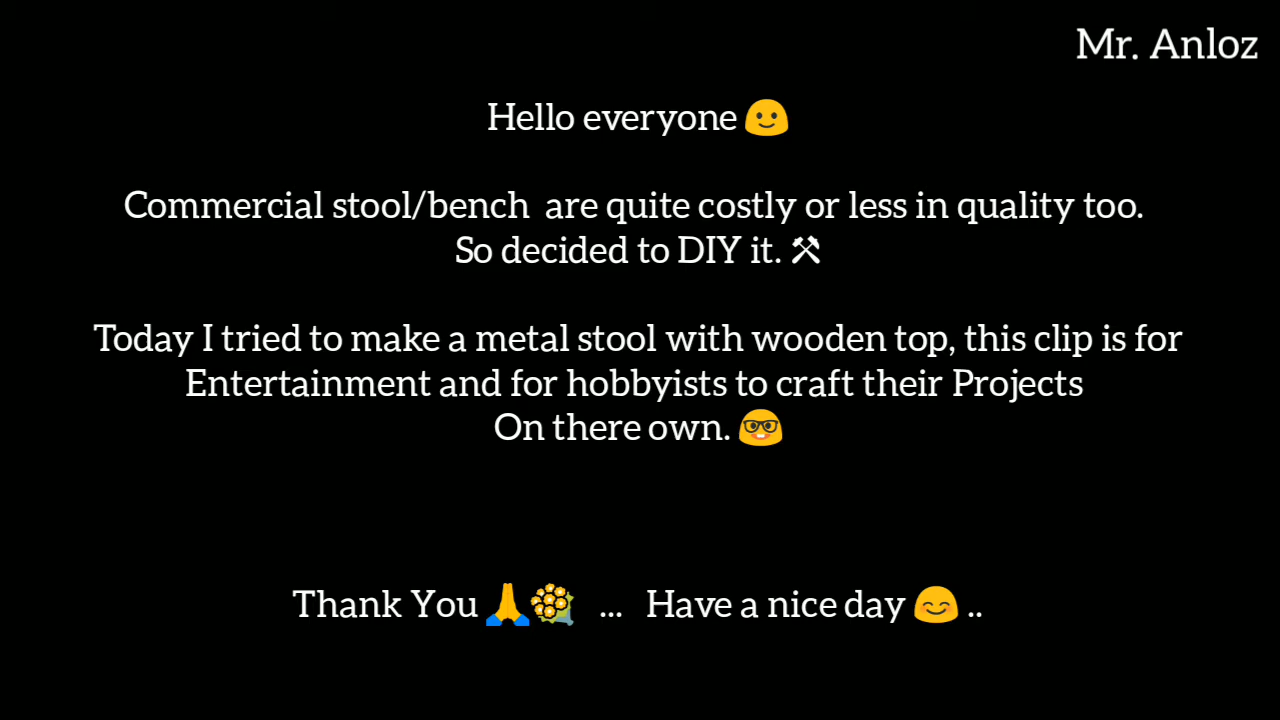 Mr. Anloz
Hello everyone 🙂
Commercial stool/bench are quite costly or less in quality too.
So decided to DIY it. ⚒
Today I tried to make a metal stool with wooden top, this clip is for
Entertainment and for hobbyists to craft their Projects
On there own. 🤓
Thank You 🙏💐 ... Have a nice day 😊 ..